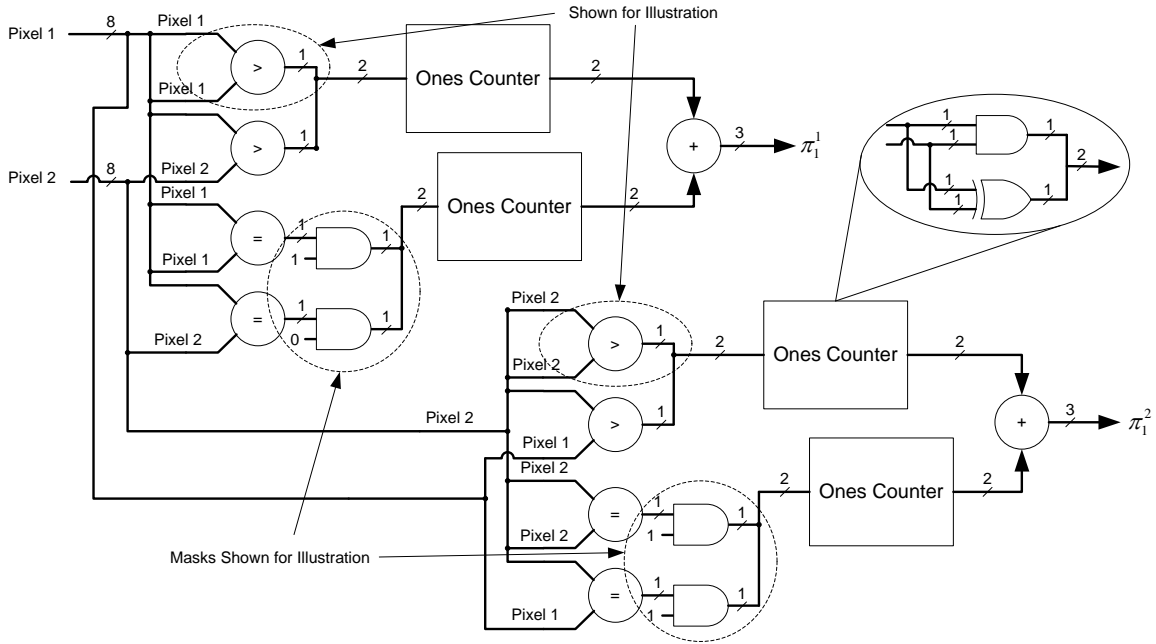 Shown for Illustration
Pixel 1
8
Pixel 1
>
1
Pixel 1
2
Ones Counter
2
>
1
Pixel 2
+
3
π₁¹
Pixel 2
8
Pixel 1
=
1
1
1
Pixel 1
2
Ones Counter
2
=
1
0
1
Pixel 2
1
1
1
1
2
1
1
Pixel 2
>
1
Pixel 2
2
Ones Counter
2
>
1
Pixel 1
Pixel 2
+
3
π₁²
Pixel 2
=
1
1
1
Pixel 2
2
Ones Counter
2
=
1
1
1
Pixel 1
Masks Shown for Illustration